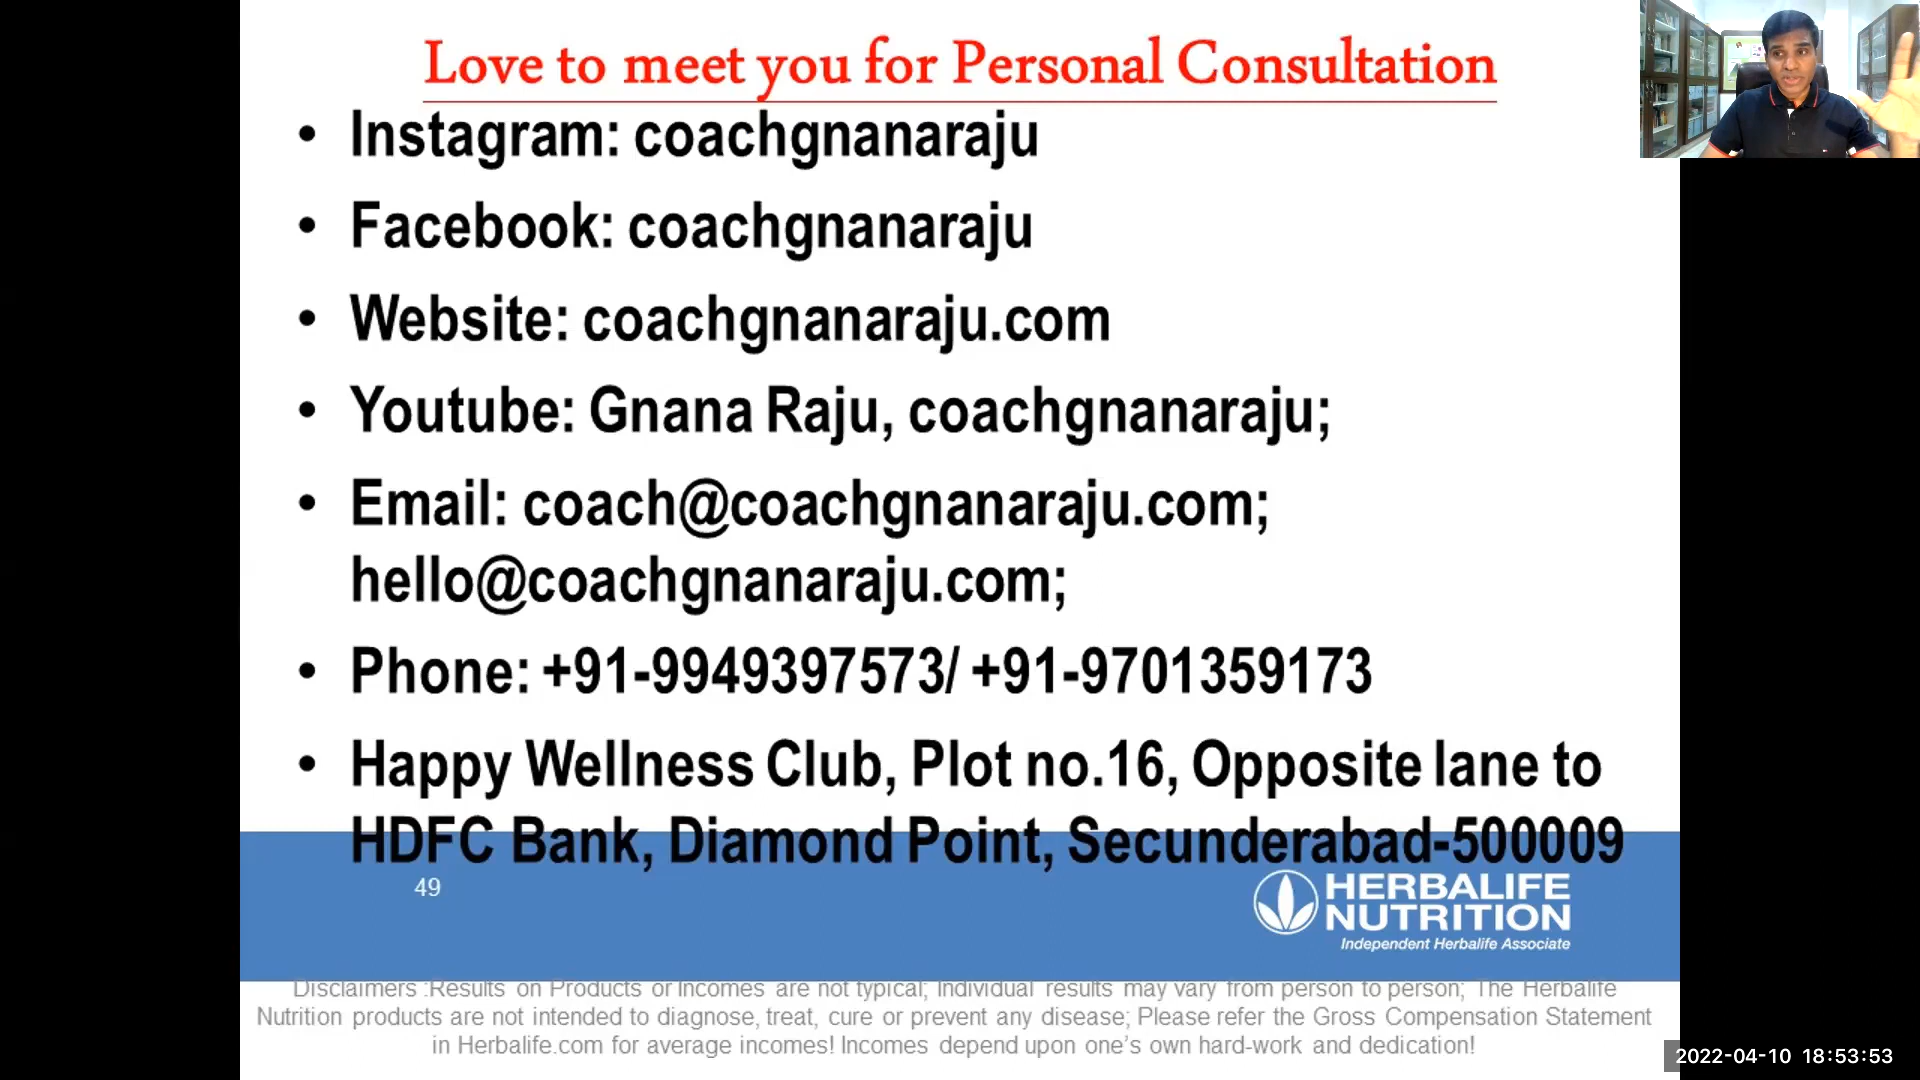 Love to meet you for Personal Consultation
• Instagram: coachgnanaraju
• Facebook: coachgnanaraju
• Website: coachgnanaraju.com
• Youtube: Gnana Raju, coachgnanaraju;
• Email: coach@coachgnanaraju.com;
hello@coachgnanaraju.com;
• Phone: +91-9949397573/ +91-9701359173
• Happy Wellness Club, Plot no.16, Opposite lane to
HDFC Bank, Diamond Point, Secunderabad-500009
49
HERBALIFE
NUTRITION
Independent Herbalife Associate
Disclaimers :Results on Products or Incomes are not typical; Individual results may vary from person to person; The Herbalife
Nutrition products are not intended to diagnose, treat, cure or prevent any disease; Please refer the Gross Compensation Statement
in Herbalife.com for average incomes! Incomes depend upon one's own hard-work and dedication!
2022-04-10 18:53:53